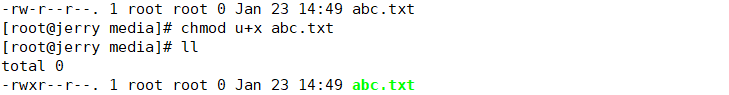 -rw-r--r--. 1 root root 0 Jan 23 14:49 abc.txt
[root@jerry media]# chmod u+x abc.txt
[root@jerry media]# ll
total 0
-rwxr--r--. 1 root root 0 Jan 23 14:49 abc.txt